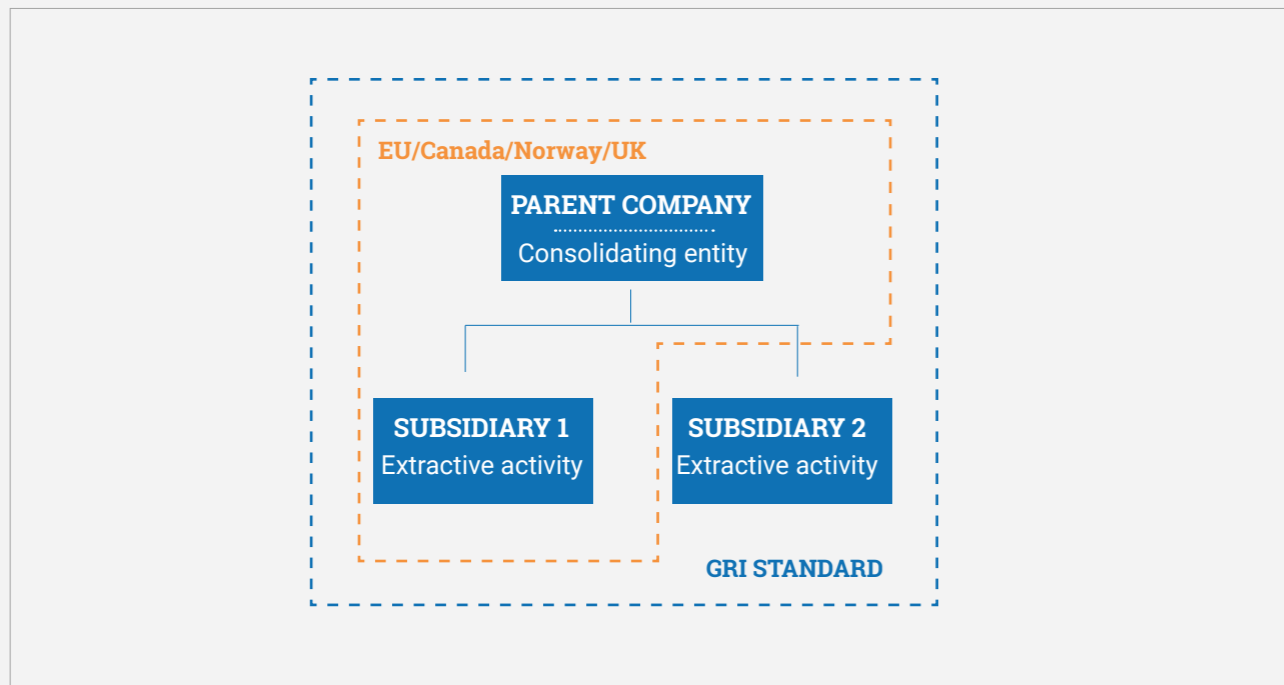 EU/Canada/Norway/UK
PARENT COMPANY
Consolidating entity
SUBSIDIARY 1
Extractive activity
SUBSIDIARY 2
Extractive activity
GRI STANDARD